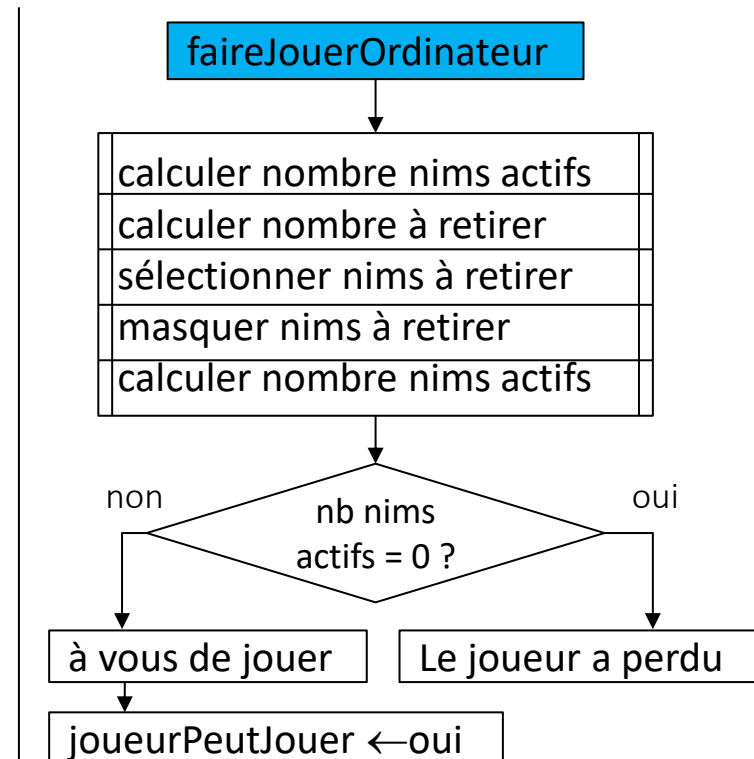 faireJouerOrdinateur
calculer nombre nims actifs
calculer nombre à retirer
sélectionner nims à retirer
masquer nims à retirer
calculer nombre nims actifs
non
oui
nb nims
actifs = 0 ?
à vous de jouer
Le joueur a perdu
joueurPeutJouer ←oui